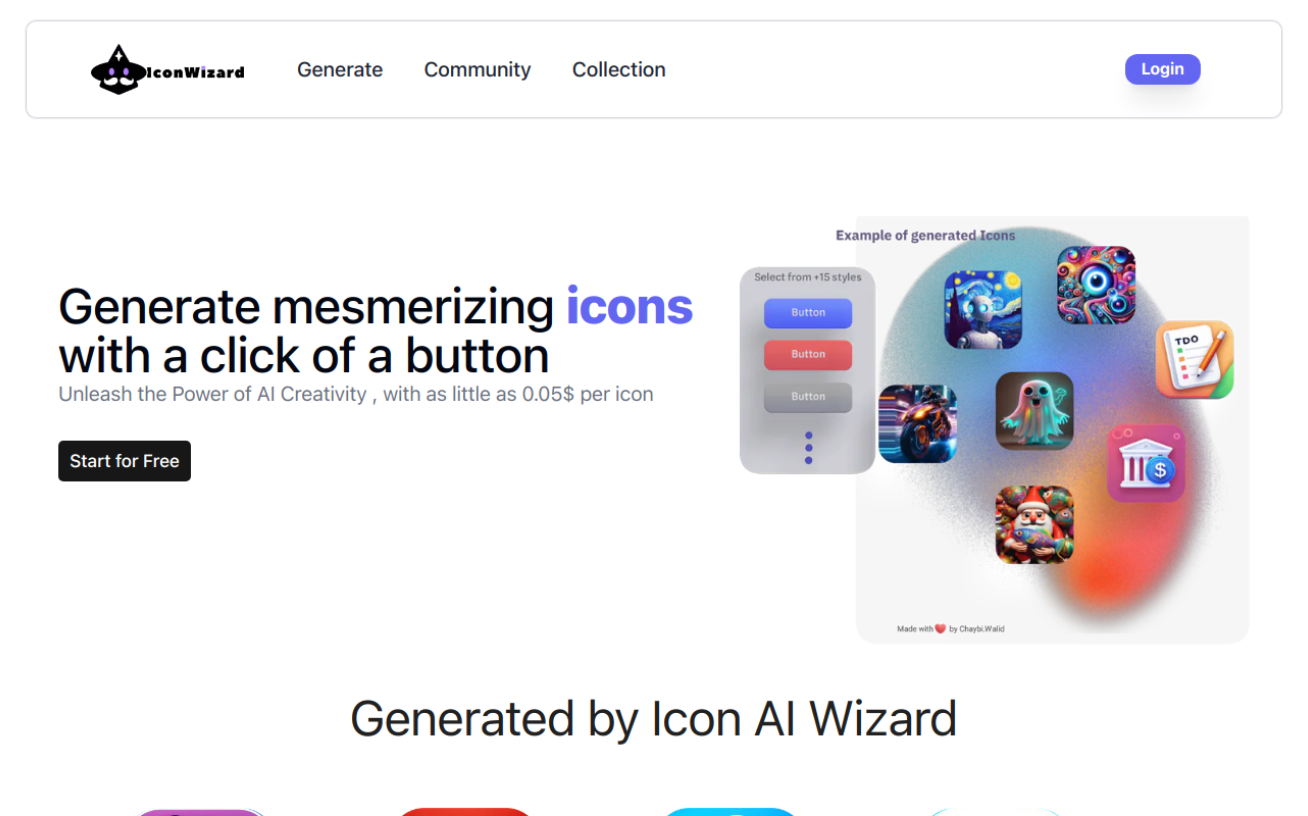 IconWizard
Generate
Community
Collection
Login
Generate mesmerizing icons
with a click of a button
Unleash the Power of AI Creativity , with as little as 0.05$ per icon
Start for Free
Example of generated Icons
Select from +15 styles
Button
Button
Button
TDO
$
Made with ❤ by Chaybi.Walid
Generated by Icon AI Wizard